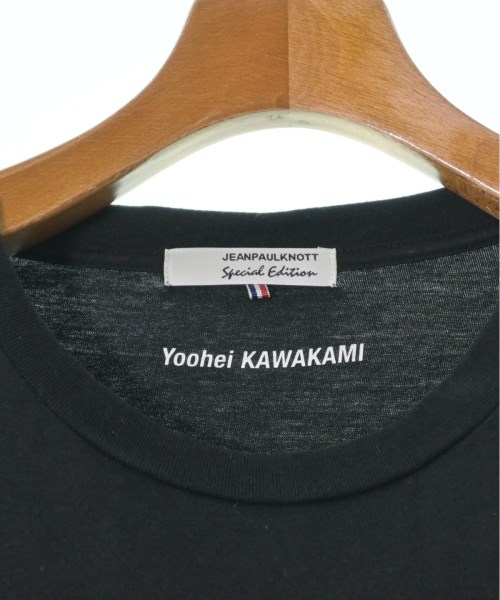 JEANPAULKNOTT
Special Edition
Yoohei KAWAKAMI